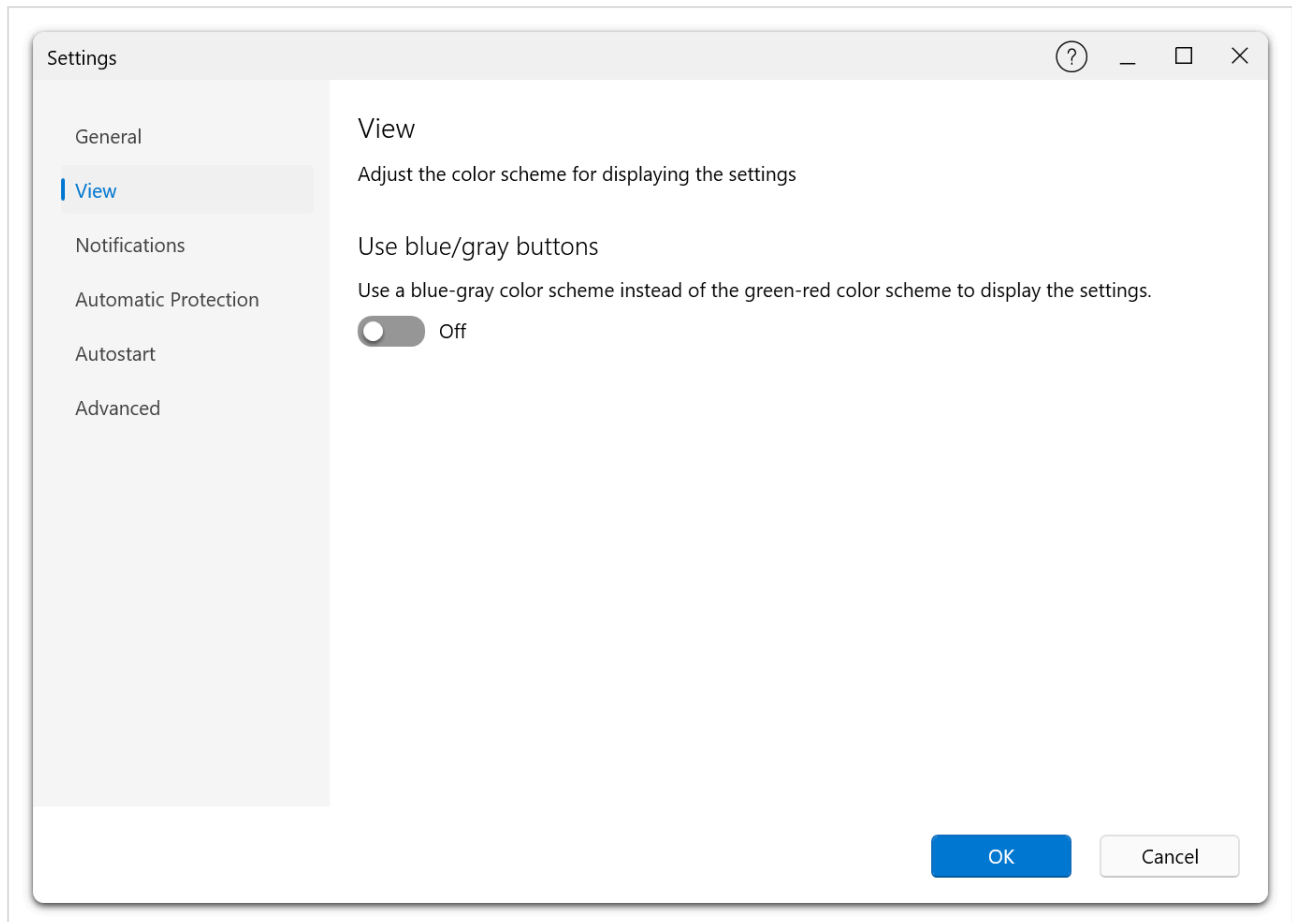 Settings
?
General
View
Notifications
Automatic Protection
Autostart
Advanced
View
Adjust the color scheme for displaying the settings
Use blue/gray buttons
Use a blue-gray color scheme instead of the green-red color scheme to display the settings.
Off
OK
Cancel